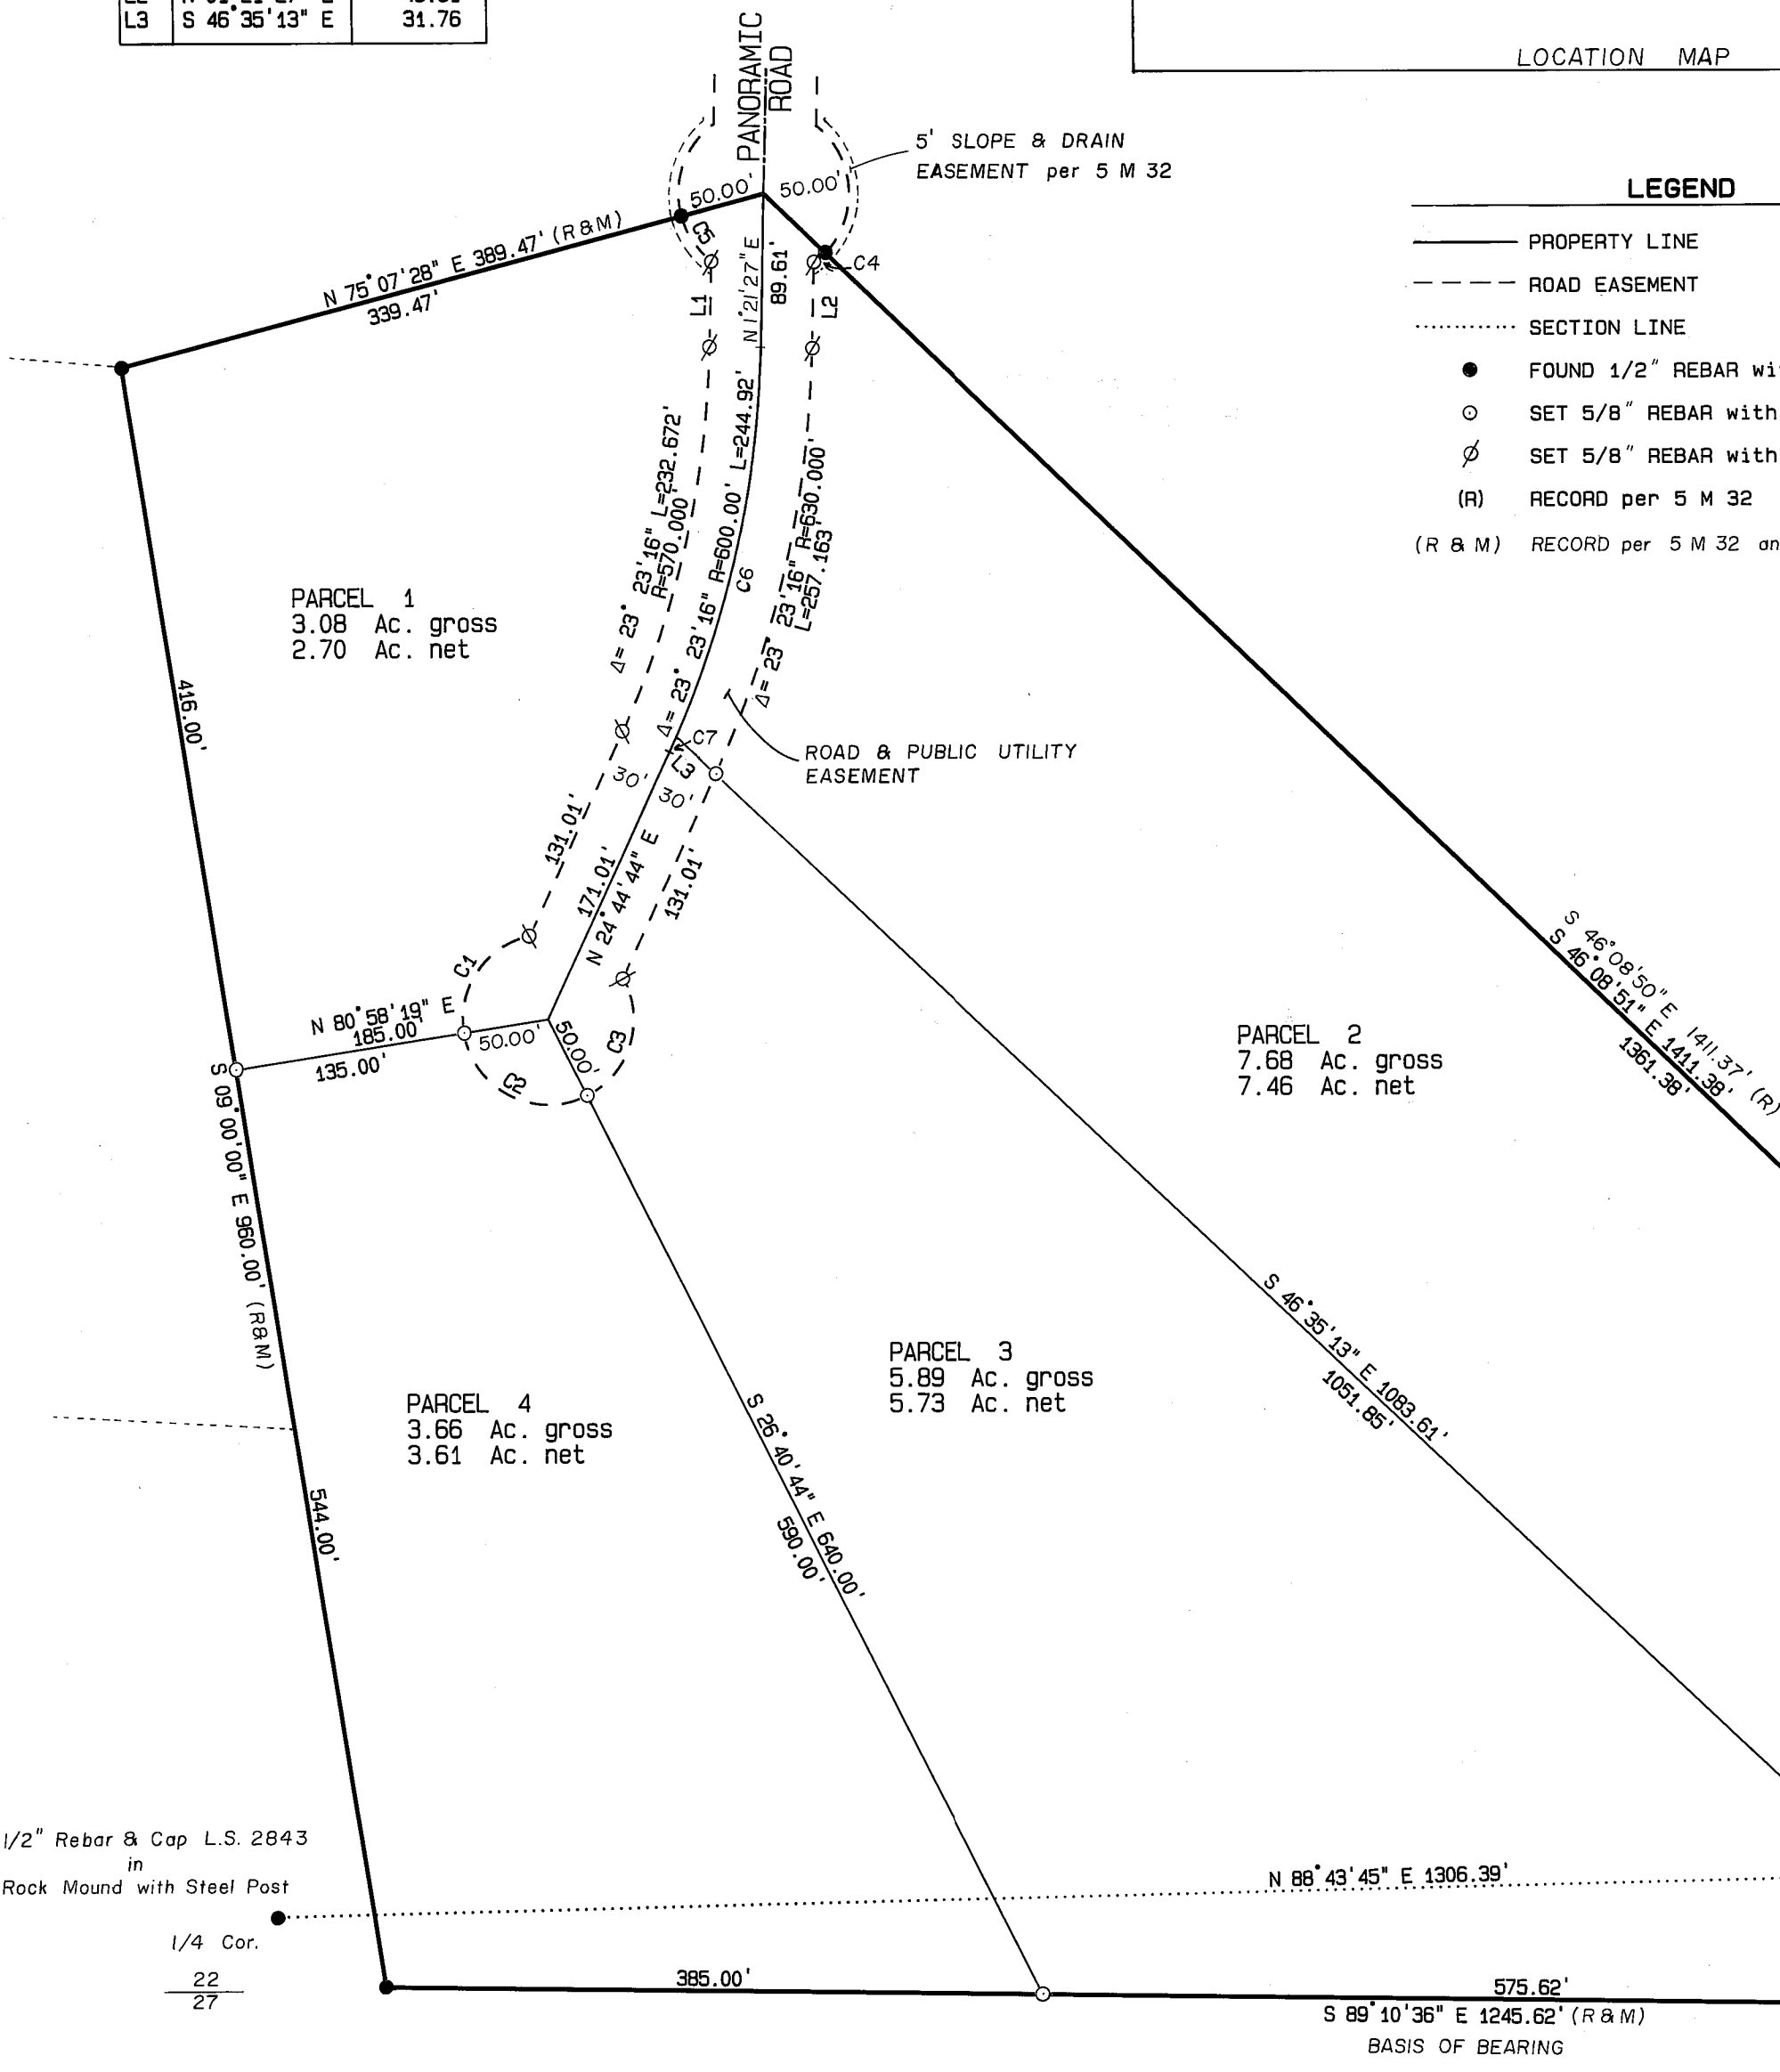 L3 S 46°35'13" E 31.76
LOCATION MAP
PANORAMIC
ROAD
5' SLOPE & DRAIN
EASEMENT per 5 M 32
50.00'
50.00'
LEGEND
PROPERTY LINE
ROAD EASEMENT
SECTION LINE
FOUND 1/2" REBAR
SET 5/8" REBAR with
SET 5/8" REBAR with
(R) RECORD per 5 M 32
(R & M) RECORD per 5 M 32
N 75°07'28" E 389.47' (R&M)
339.47'
C5
C4
L1
L2
N 1°21'27" E
89.61'
Δ= 23° 23'16" L=232.672'
R=570.000'
Δ= 23° 23'16" R=600.00' L=244.92'
C6
Δ= 23° 23'16" R=630.000'
L=257.163'
PARCEL 1
3.08 Ac. gross
2.70 Ac. net
416.00'
C7
L3
30'
30'
ROAD & PUBLIC UTILITY
EASEMENT
131.01'
171.01'
N 24°44'44" E
131.01'
C1
N 80°58'19" E
185.00'
135.00'
50.00'
50.00'
C3
C2
S 46°08'50" E 1411.37' (R)
S 46°08'51" E 1411.38'
1361.38'
PARCEL 2
7.68 Ac. gross
7.46 Ac. net
S 09°00'00" E 960.00' (R&M)
S 46°35'13" E 1083.61'
1051.85'
PARCEL 3
5.89 Ac. gross
5.73 Ac. net
PARCEL 4
3.66 Ac. gross
3.61 Ac. net
S 26°40'44" E 640.00'
590.00'
544.00'
1/2" Rebar & Cap L.S. 2843
in
Rock Mound with Steel Post
N 88°43'45" E 1306.39'
1/4 Cor.
22
27
385.00'
575.62'
S 89°10'36" E 1245.62' (R & M)
BASIS OF BEARING